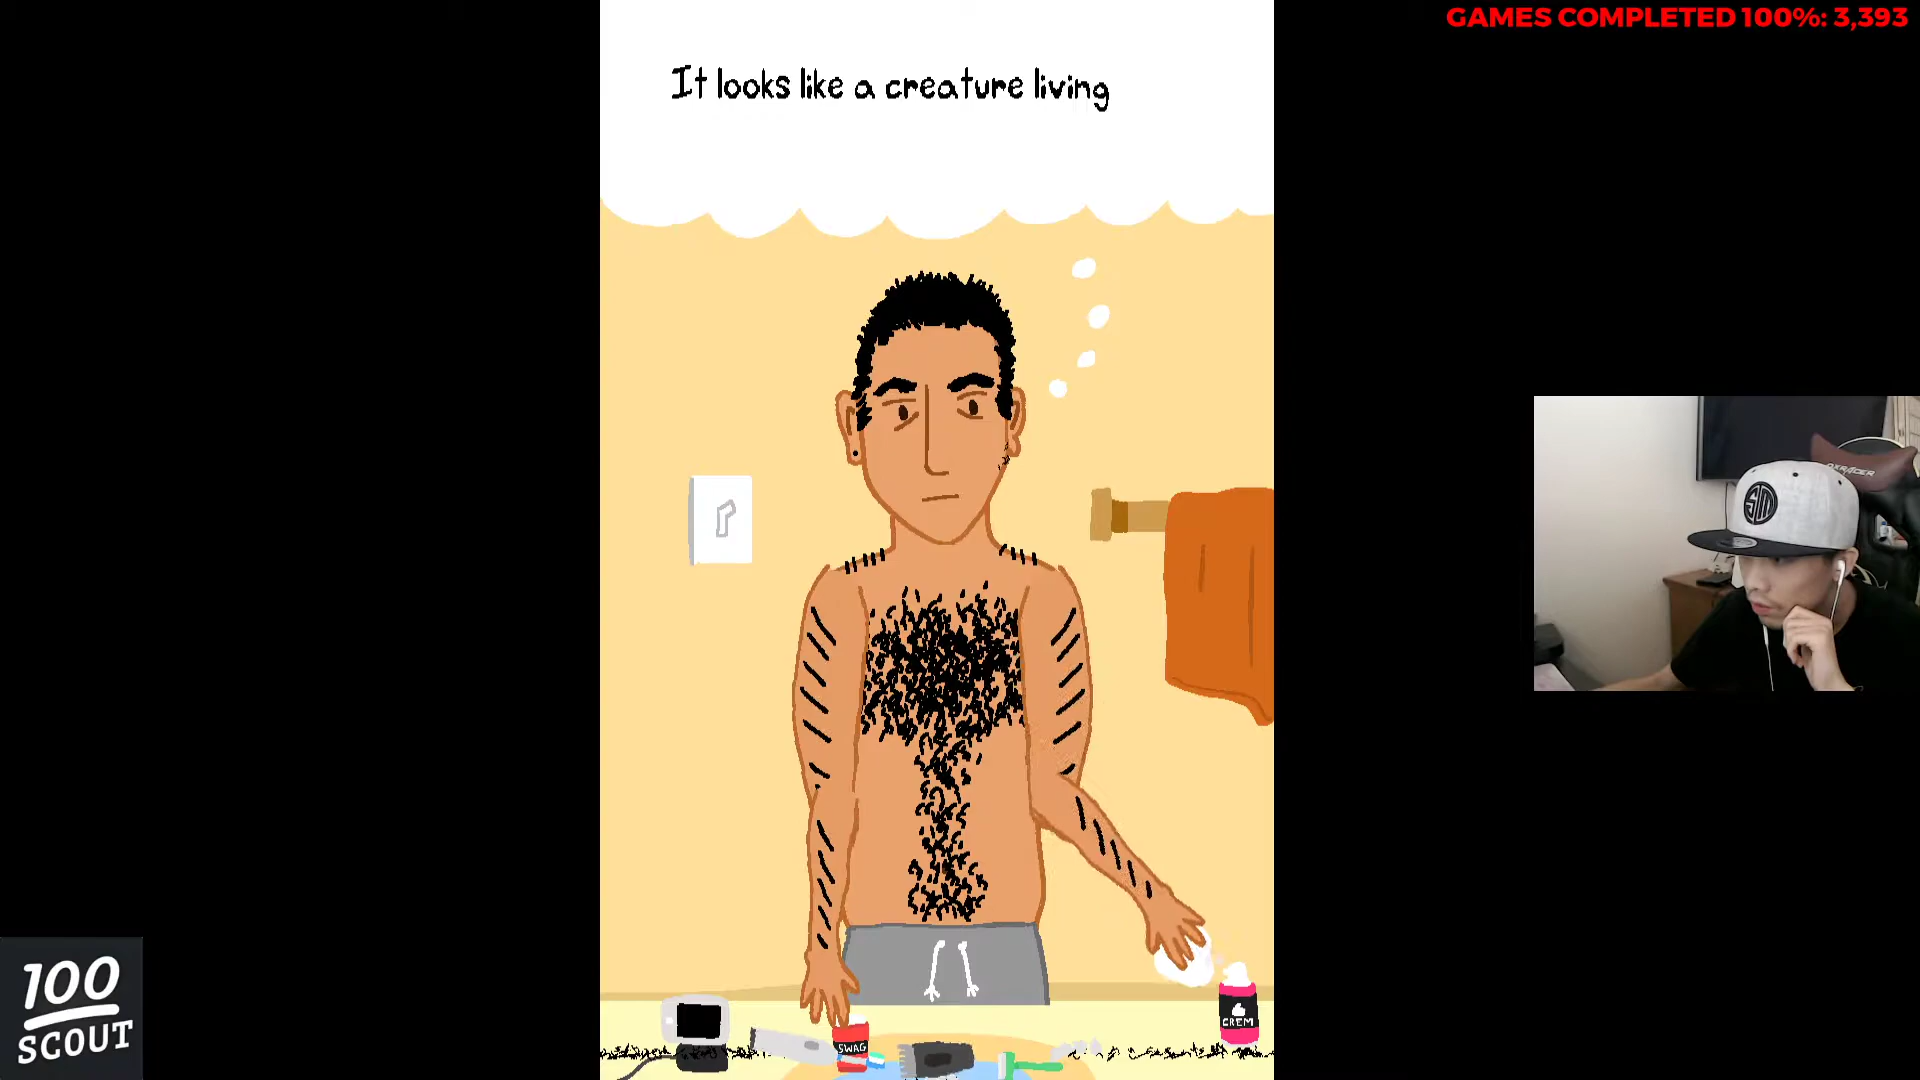 GAMES COMPLETED 100%: 3,393
It looks like a creature living
SWAG
CREM
100
SCOUT